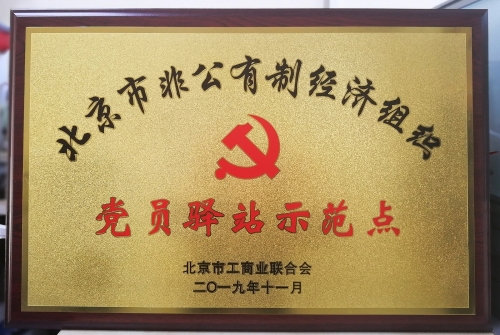 北京市非公有制经济组织
党员驿站示范点
北京市工商业联合会
二〇一九年十一月